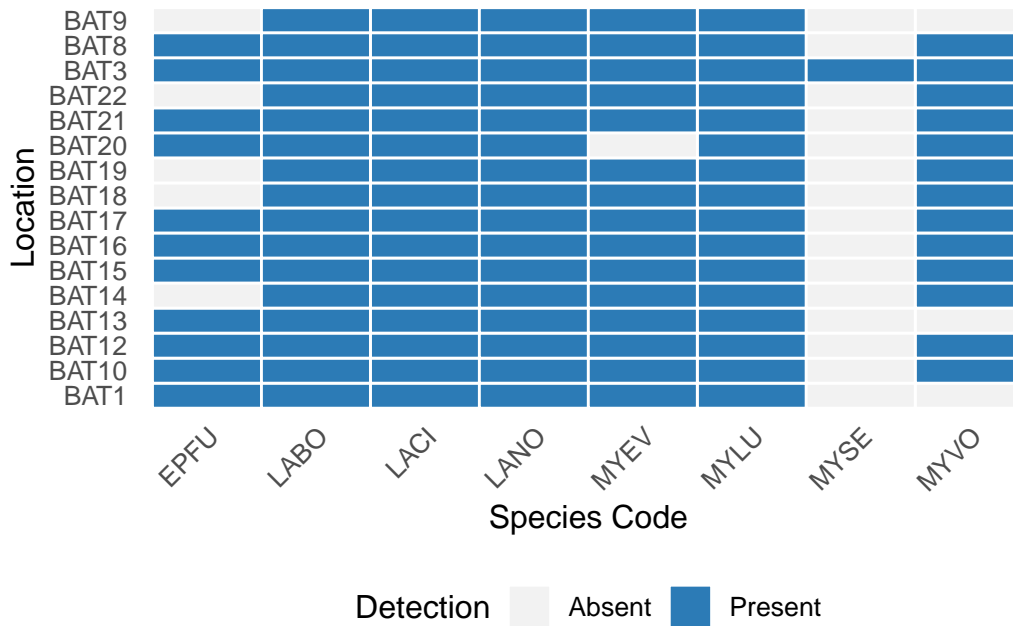 Location
BAT9
BAT8
BAT3
BAT22
BAT21
BAT20
BAT19
BAT18
BAT17
BAT16
BAT15
BAT14
BAT13
BAT12
BAT10
BAT1
EPFU
LABO
LACI
LANO
MYEV
MYLU
MYSE
MYVO
Species Code
Detection Absent Present